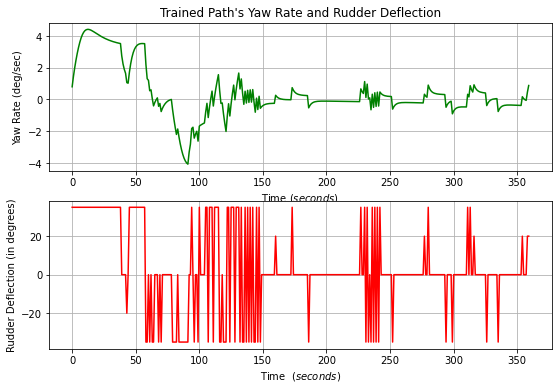 Trained Path's Yaw Rate and Rudder Deflection
Yaw Rate (deg/sec)
4
2
0
−2
−4
0 50 100 150 200 250 300 350
Time (seconds)
Rudder Deflection (in degrees)
20
0
−20
0 50 100 150 200 250 300 350
Time (seconds)